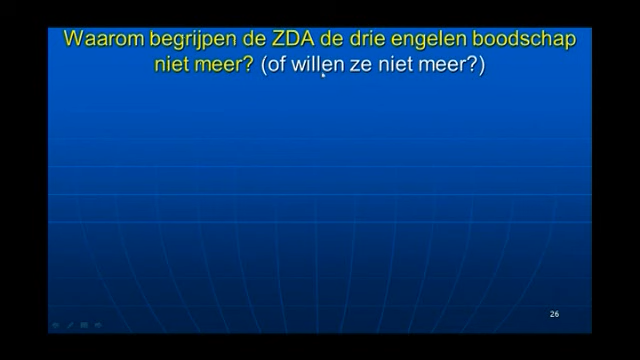 Waarom begrijpen de ZDA de drie engelen boodschap
niet meer? (of willen ze niet meer?)
26